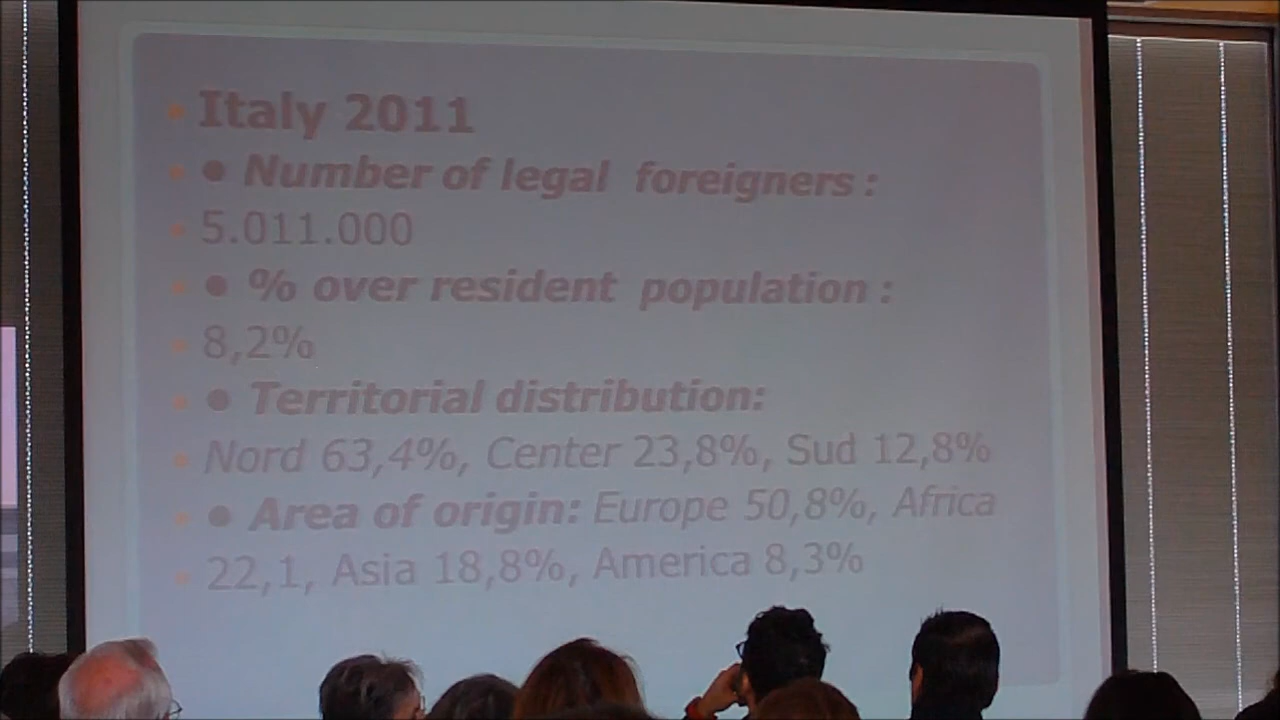 Italy 2011
● Number of legal foreigners :
5.011.000
● % over resident population :
8,2%
● Territorial distribution:
Nord 63,4%, Center 23,8%, Sud 12,8%
● Area of origin: Europe 50,8%, Africa
22,1, Asia 18,8%, America 8,3%